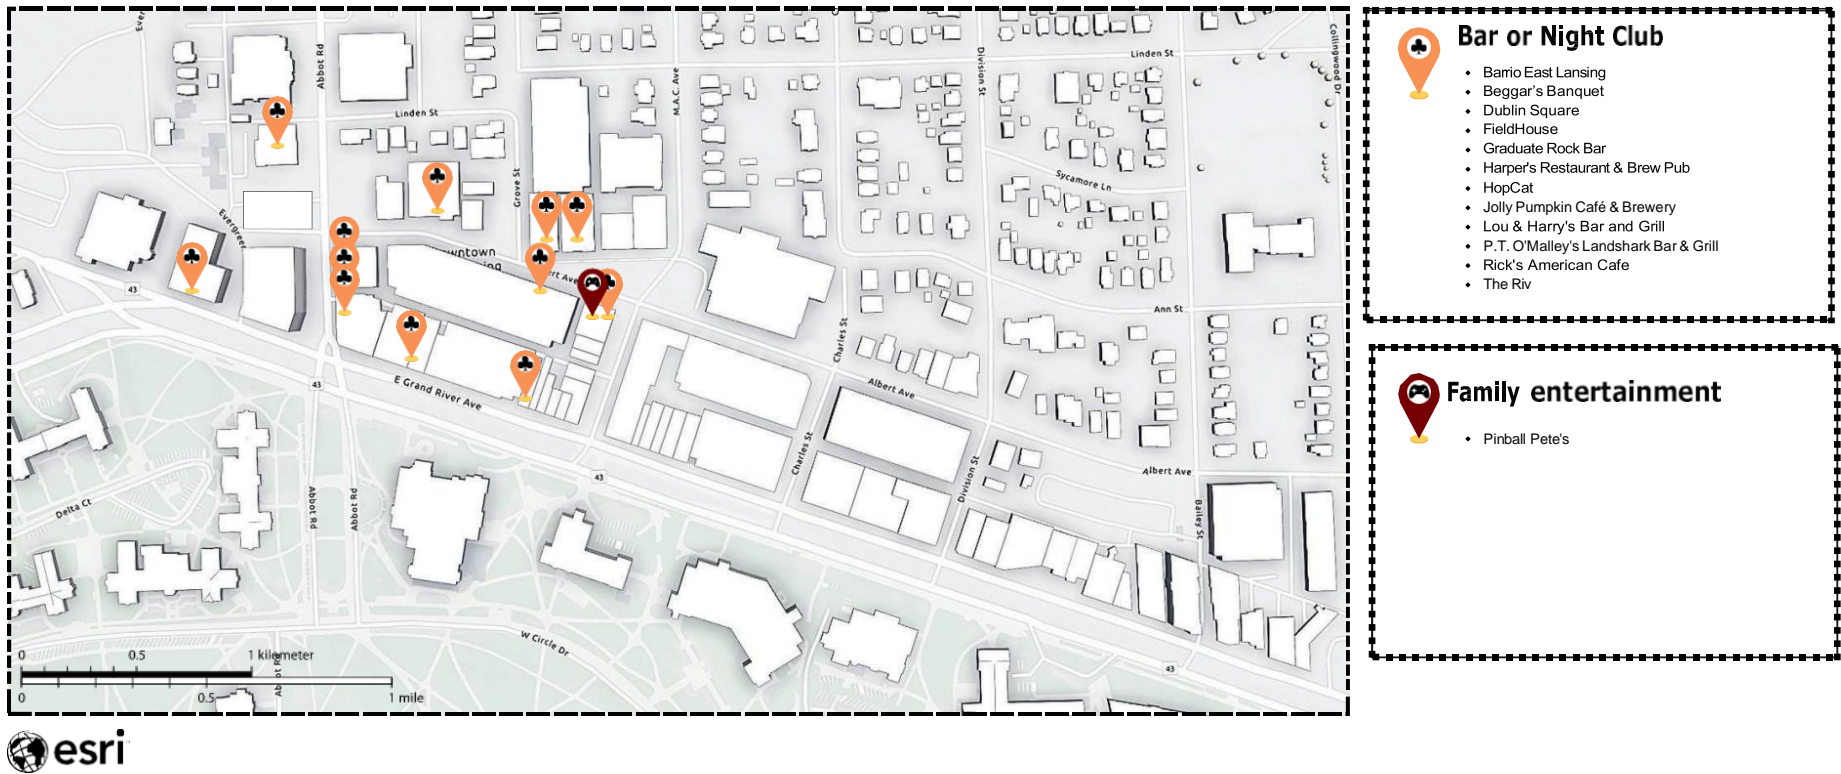 Ever
Abbot Rd
Linden St
M.A.C. Ave
Division St
Linden St
Collingwood Dr
Grove St
Sycamore Ln
Evergreen
43
wntown
ert Ave
Ann St
Charles St
43
E Grand River Ave
Albert Ave
Charles St
Division St
Albert Ave
43
Delta Ct
Abbot Rd
Abbot Rd
Bailey St
W Circle Dr
43
0 0.5 1 kilometer
0 0.5 1 mile
esri
Bar or Night Club
• Barrio East Lansing
• Beggar's Banquet
• Dublin Square
• FieldHouse
• Graduate Rock Bar
• Harper's Restaurant & Brew Pub
• HopCat
• Jolly Pumpkin Café & Brewery
• Lou & Harry's Bar and Grill
• P.T. O'Malley's Landshark Bar & Grill
• Rick's American Cafe
• The Riv
Family entertainment
• Pinball Pete's